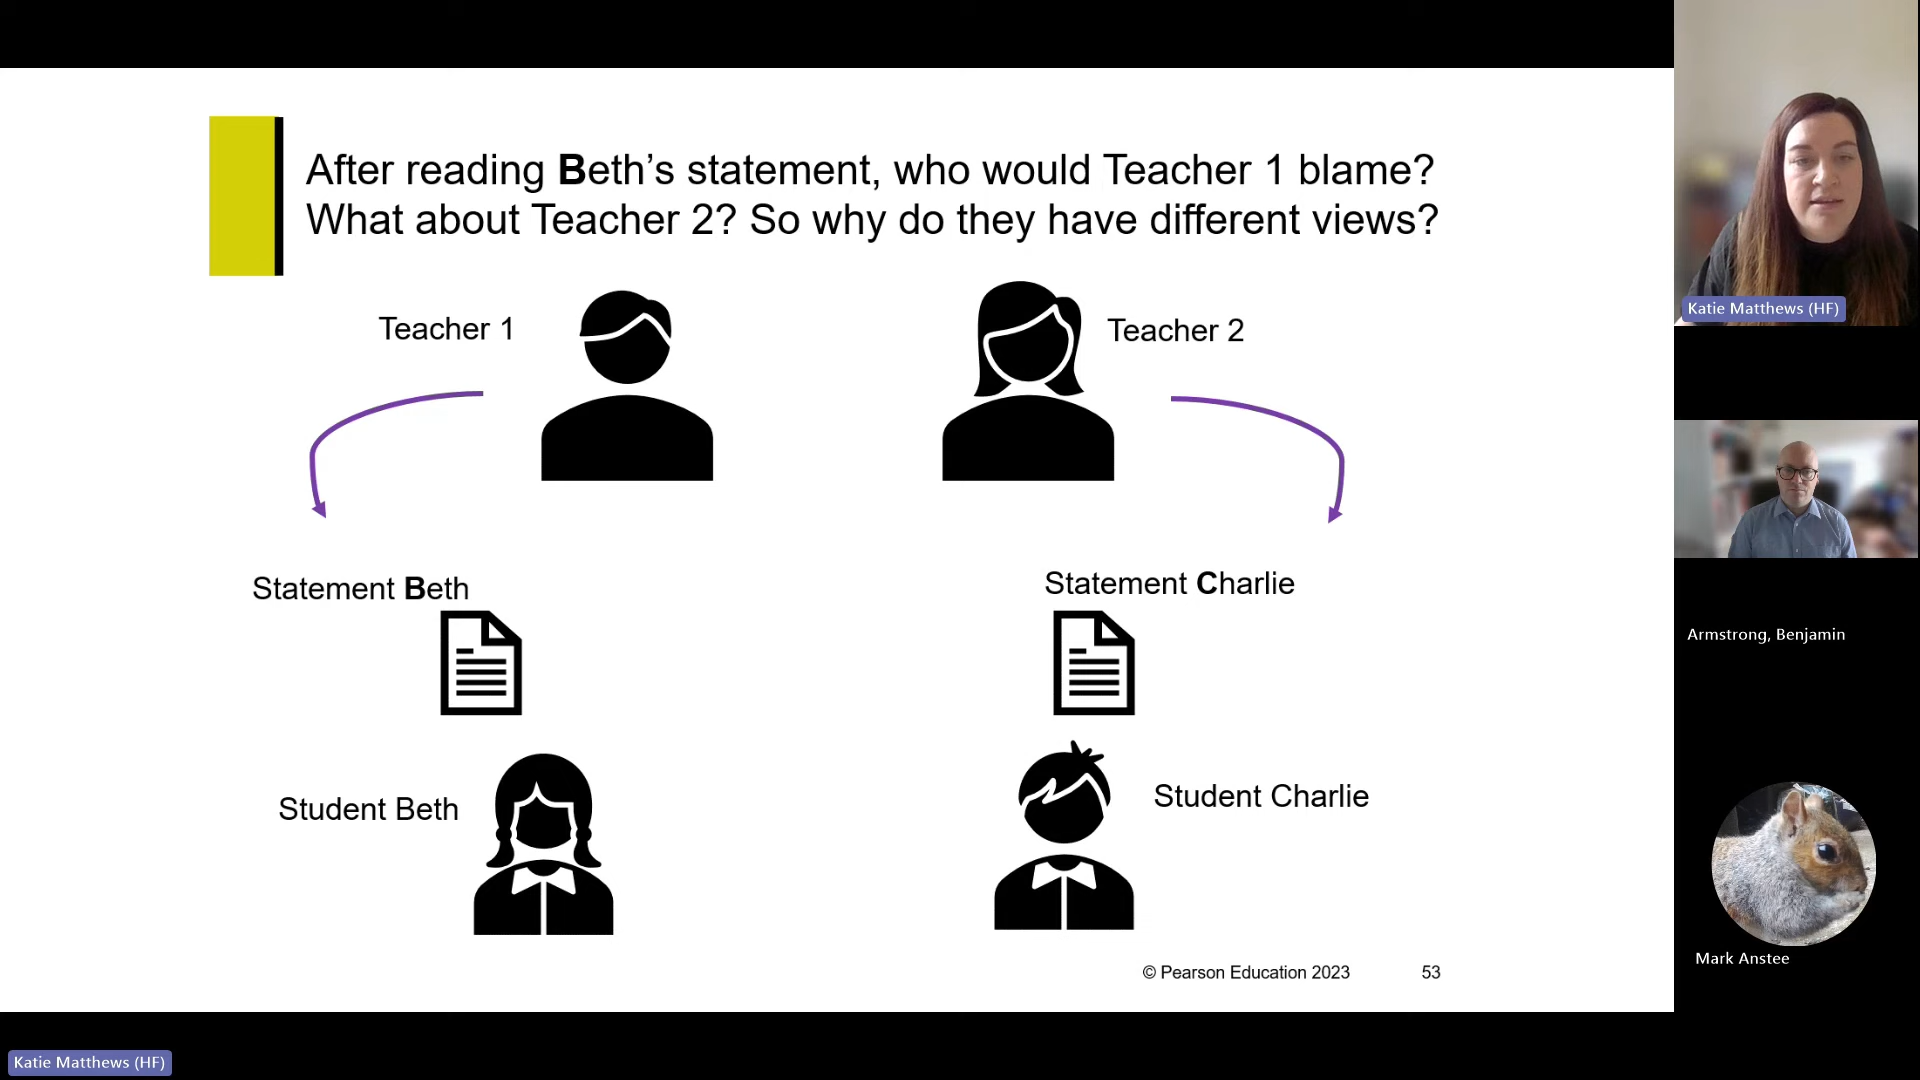 After reading Beth’s statement, who would Teacher 1 blame?
What about Teacher 2? So why do they have different views?
Teacher 1
Teacher 2
Statement Beth
Statement Charlie
Student Beth
Student Charlie
© Pearson Education 2023
53
Katie Matthews (HF)
Armstrong, Benjamin
Mark Anstee
Katie Matthews (HF)